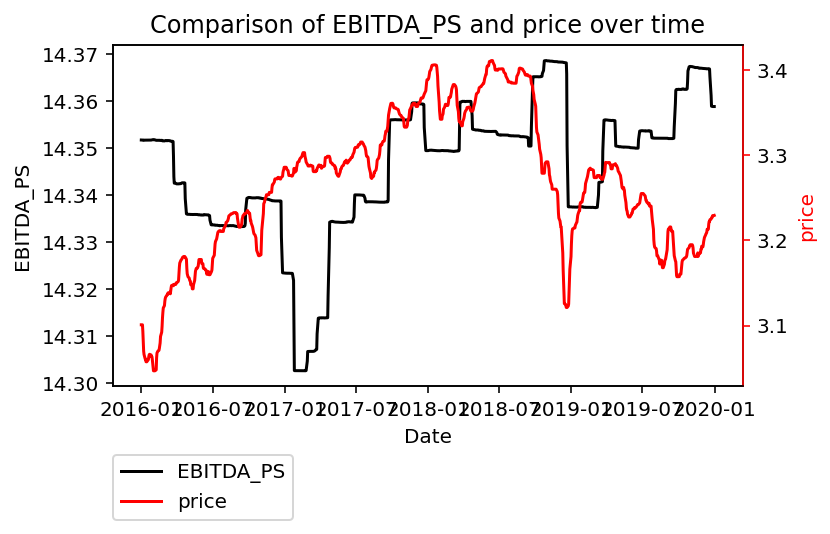 Comparison of EBITDA_PS and price over time
14.37
14.36
14.35
14.34
14.33
14.32
14.31
14.30
EBITDA_PS
3.4
3.3
3.2
3.1
price
2016-01 2016-07 2017-01 2017-07 2018-01 2018-07 2019-01 2019-07 2020-01
Date
EBITDA_PS
price